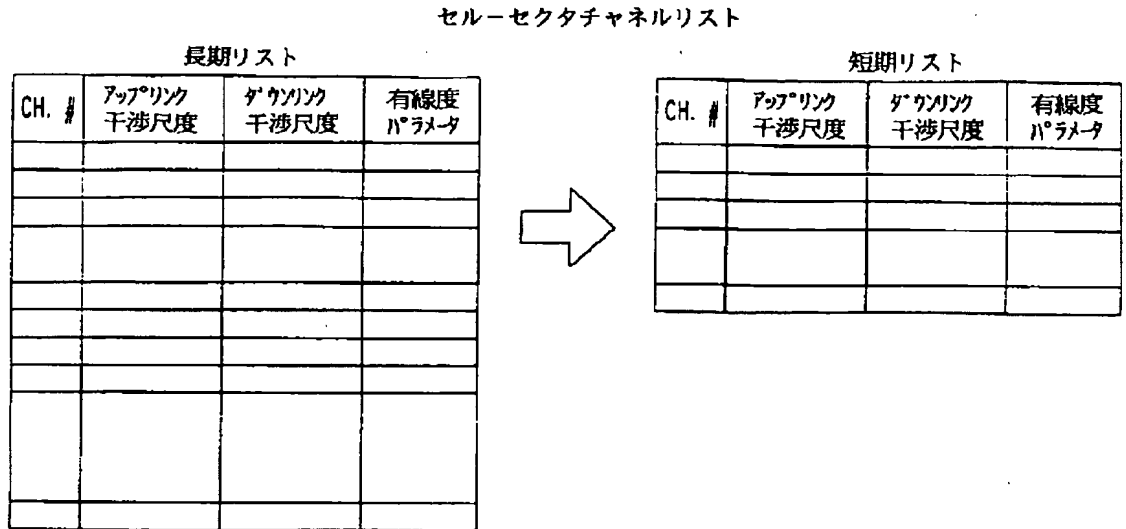 セル－セクタチャネルリスト
長期リスト
CH. # ｱｯﾌﾟﾘﾝｸ 干渉尺度 ﾀﾞｳﾝﾘﾝｸ 干渉尺度 有線度 ﾊﾟﾗﾒｰﾀ
短期リスト
CH. # ｱｯﾌﾟﾘﾝｸ 干渉尺度 ﾀﾞｳﾝﾘﾝｸ 干渉尺度 有線度 ﾊﾟﾗﾒｰﾀ